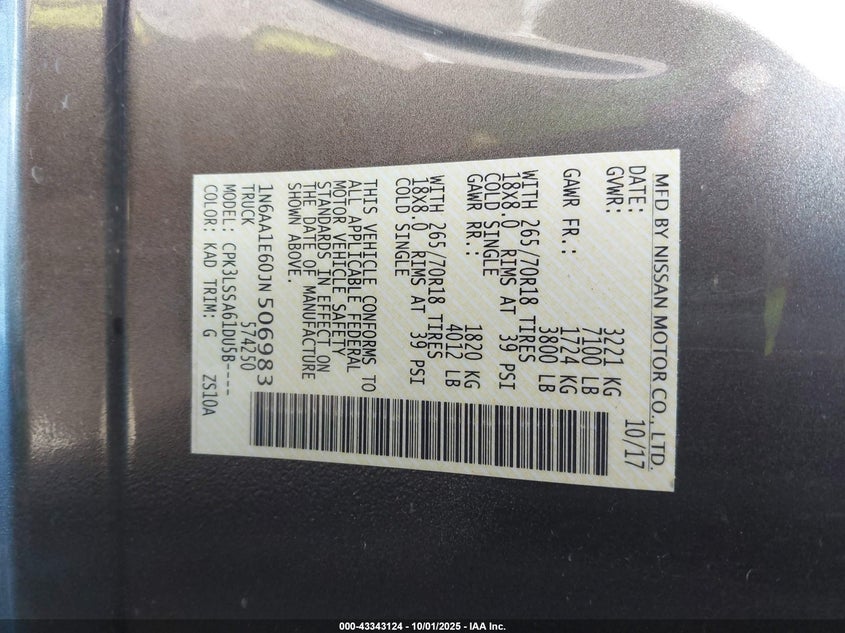 MFD BY NISSAN MOTOR CO., LTD.
DATE: 10/17
GVWR: 3221 KG
7100 LB
GAWR FR.: 1724 KG
3800 LB
WITH 265/70R18 TIRES
18X8.0 RIMS AT 39 PSI
COLD SINGLE
GAWR RR.: 1820 KG
4012 LB
WITH 265/70R18 TIRES
18X8.0 RIMS AT 39 PSI
COLD SINGLE
THIS VEHICLE CONFORMS TO
ALL APPLICABLE FEDERAL
MOTOR VEHICLE SAFETY
STANDARDS IN EFFECT ON
THE DATE OF MANUFACTURE
SHOWN ABOVE.
1N6AA1E60JN506983
TRUCK 574250
MODEL: CPK3LSSA61DU5B----
COLOR: KAD TRIM: G ZS10A
000-43343124 - 10/01/2025 - IAA Inc.